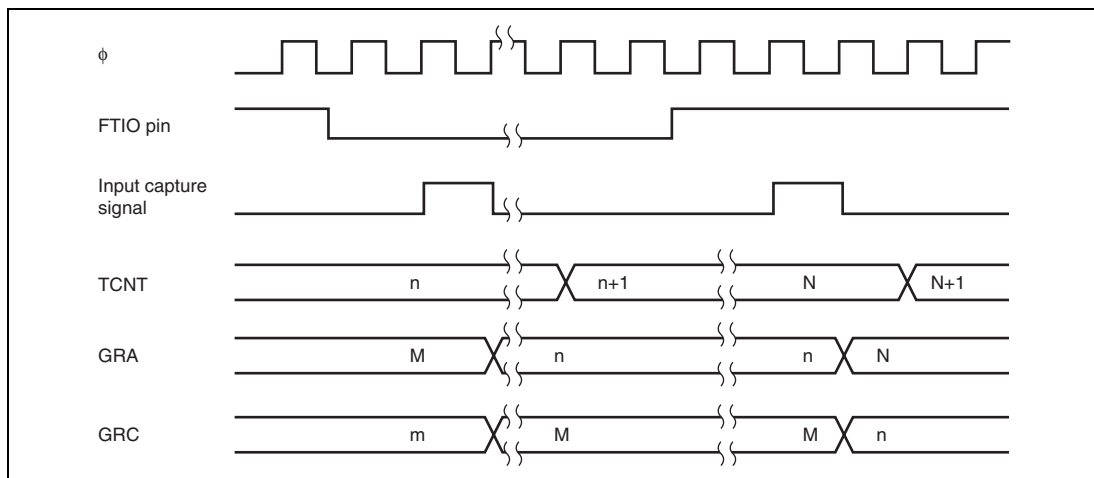 ϕ
FTIO pin
Input capture
signal
TCNT n n+1 N N+1
GRA M n n N
GRC m M M n